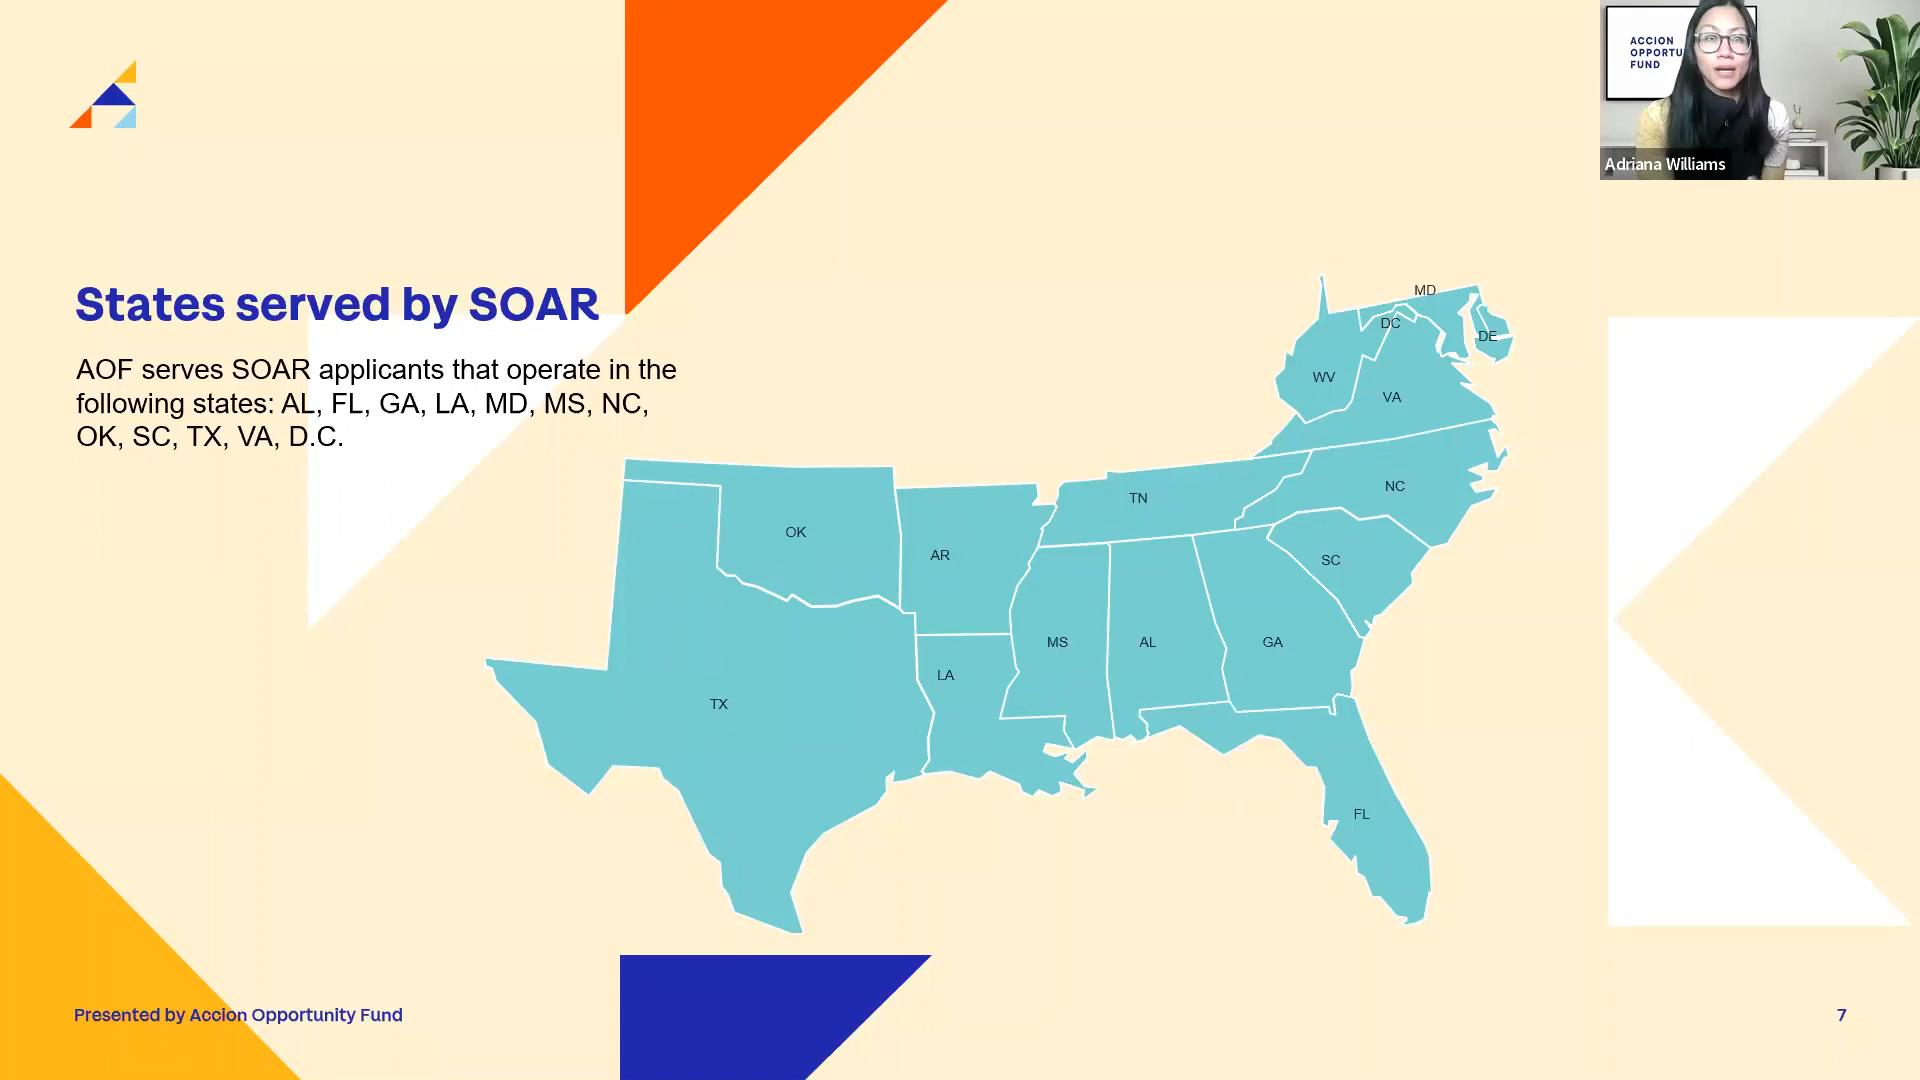 ACCION
OPPORTU
FUND
Adriana Williams
States served by SOAR
AOF serves SOAR applicants that operate in the
following states: AL, FL, GA, LA, MD, MS, NC,
OK, SC, TX, VA, D.C.
MD
DC
DE
WV
VA
NC
TN
OK
AR
SC
MS
AL
GA
LA
TX
FL
Presented by Accion Opportunity Fund
7